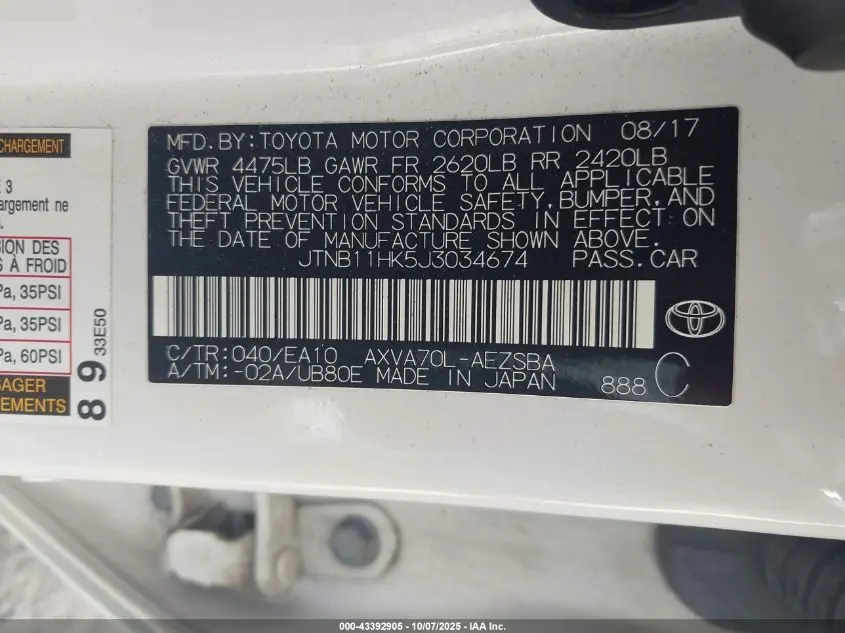 CHARGEMENT
E 3
argement ne
SION DES
S À FROID
Pa, 35PSI
Pa, 35PSI
Pa, 60PSI
SAGER
EMENTS
89
33E50
MFD.BY:TOYOTA MOTOR CORPORATION 08/17
GVWR 4475LB GAWR FR 2620LB RR 2420LB
THIS VEHICLE CONFORMS TO ALL APPLICABLE
FEDERAL MOTOR VEHICLE SAFETY,BUMPER,AND
THEFT PREVENTION STANDARDS IN EFFECT ON
THE DATE OF MANUFACTURE SHOWN ABOVE.
JTNB11HK5J3034674 PASS.CAR
C/TR:040/EA10 AXVA70L-AEZSBA
A/TM:-02A/UB80E MADE IN JAPAN 888 C
000-43392905 - 10/07/2025 - IAA Inc.